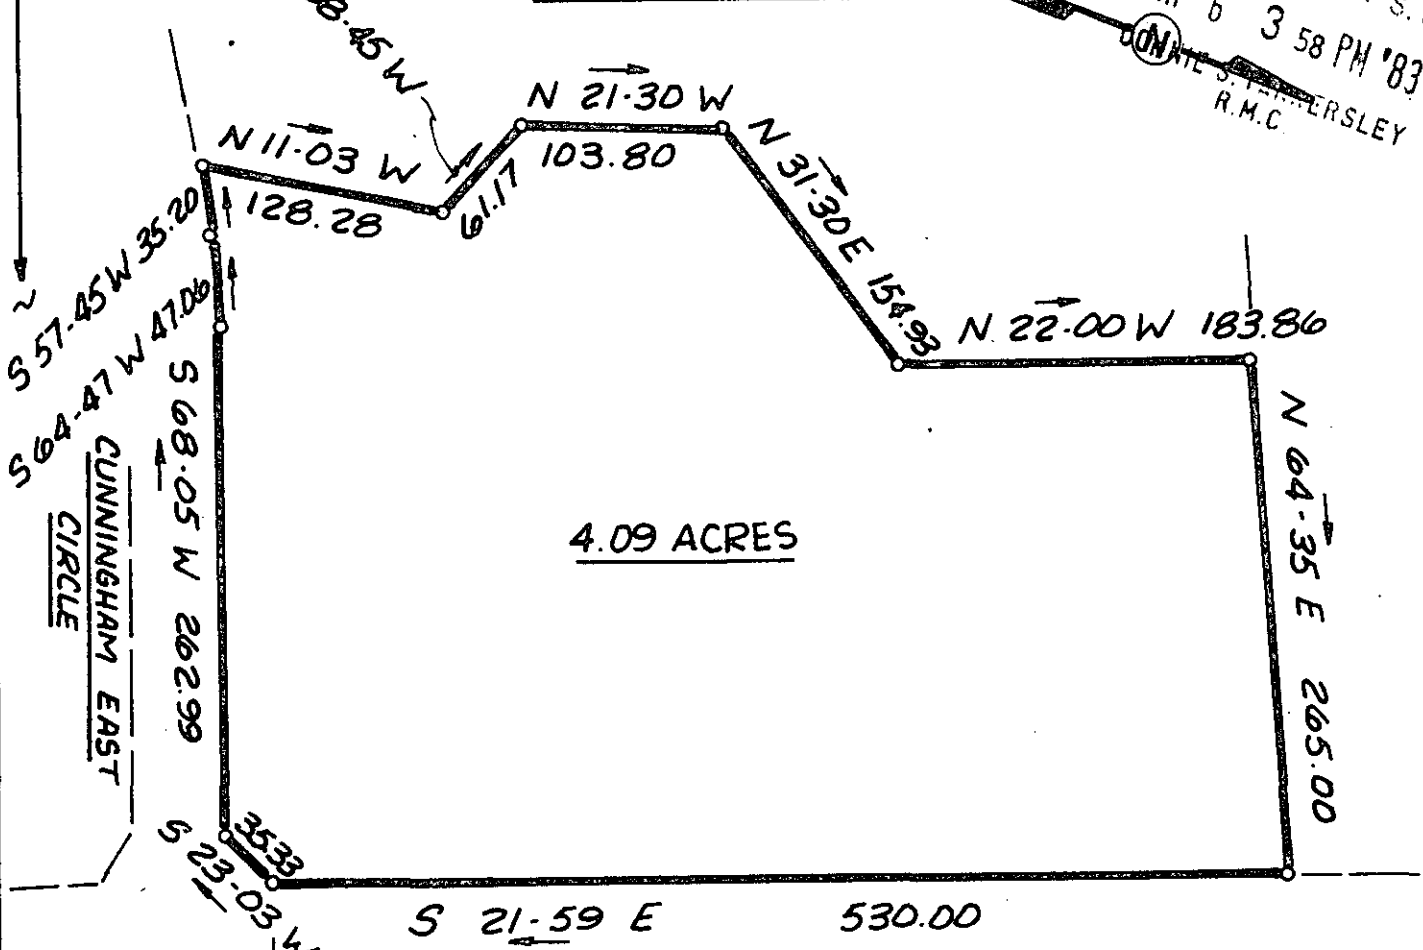 8-45 W
N 21-30 W
103.80
N 11-03 W
128.28
61.17
N 31-30 E 154.93
N 22-00 W 183.86
S 57-45 W 35.20
S 64-47 W 47.06
S 68-05 W 262.99
N 64-35 E 265.00
4.09 ACRES
CUNNINGHAM EAST
CIRCLE
35.33
S 23-03
S 21-59 E 530.00
3 58 PM '83
N
R.M.C.